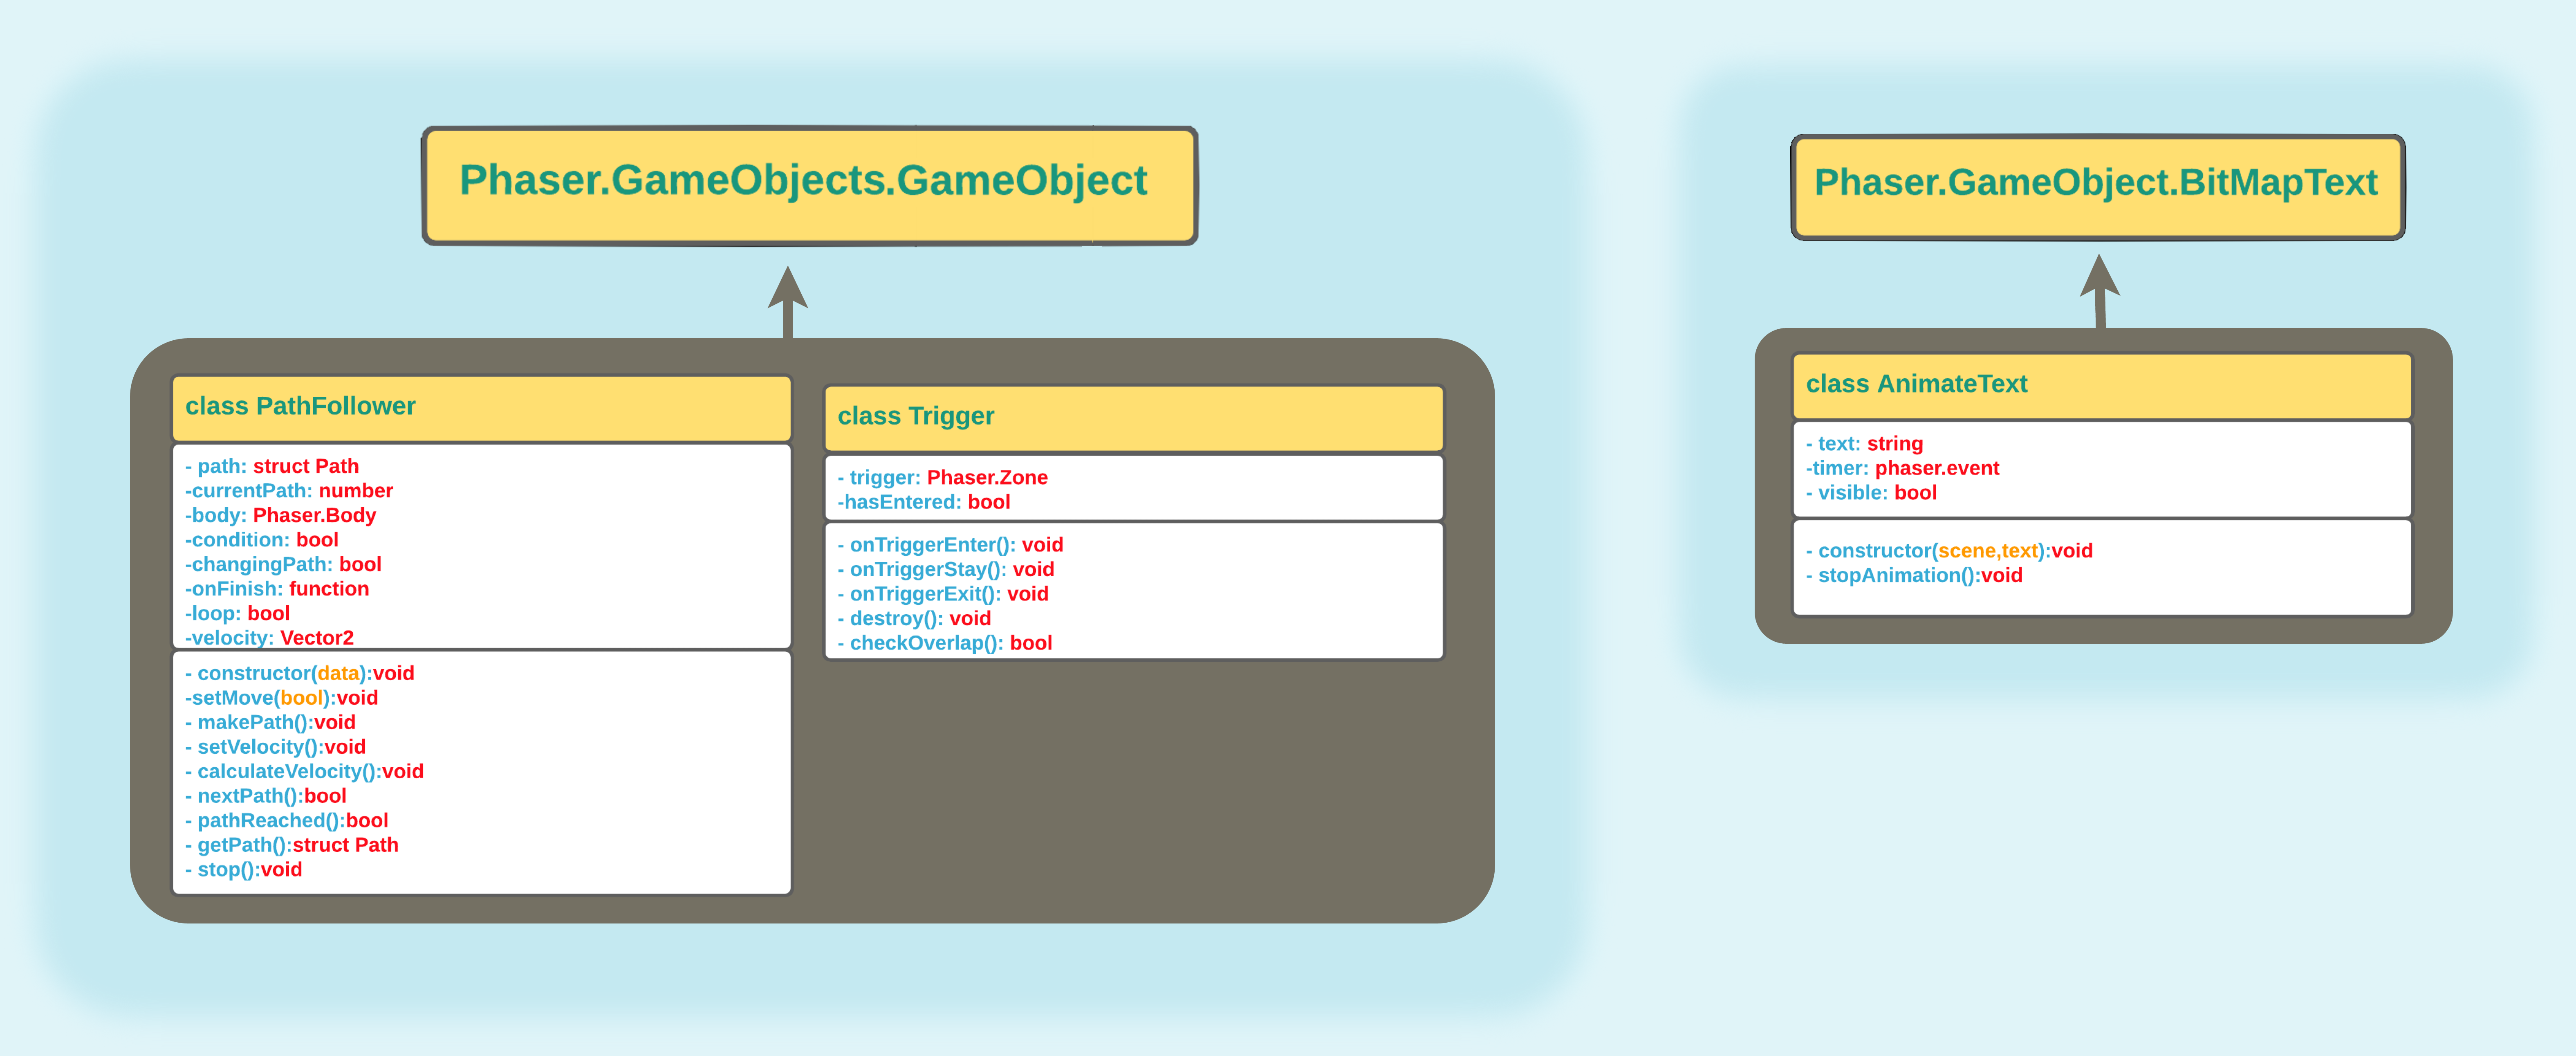 Phaser.GameObjects.GameObject
class PathFollower
- path: struct Path
-currentPath: number
-body: Phaser.Body
-condition: bool
-changingPath: bool
-onFinish: function
-loop: bool
-velocity: Vector2
- constructor(data):void
-setMove(bool):void
- makePath():void
- setVelocity():void
- calculateVelocity():void
- nextPath():bool
- pathReached():bool
- getPath():struct Path
- stop():void
class Trigger
- trigger: Phaser.Zone
-hasEntered: bool
- onTriggerEnter(): void
- onTriggerStay(): void
- onTriggerExit(): void
- destroy(): void
- checkOverlap(): bool
Phaser.GameObject.BitMapText
class AnimateText
- text: string
-timer: phaser.event
- visible: bool
- constructor(scene,text):void
- stopAnimation():void